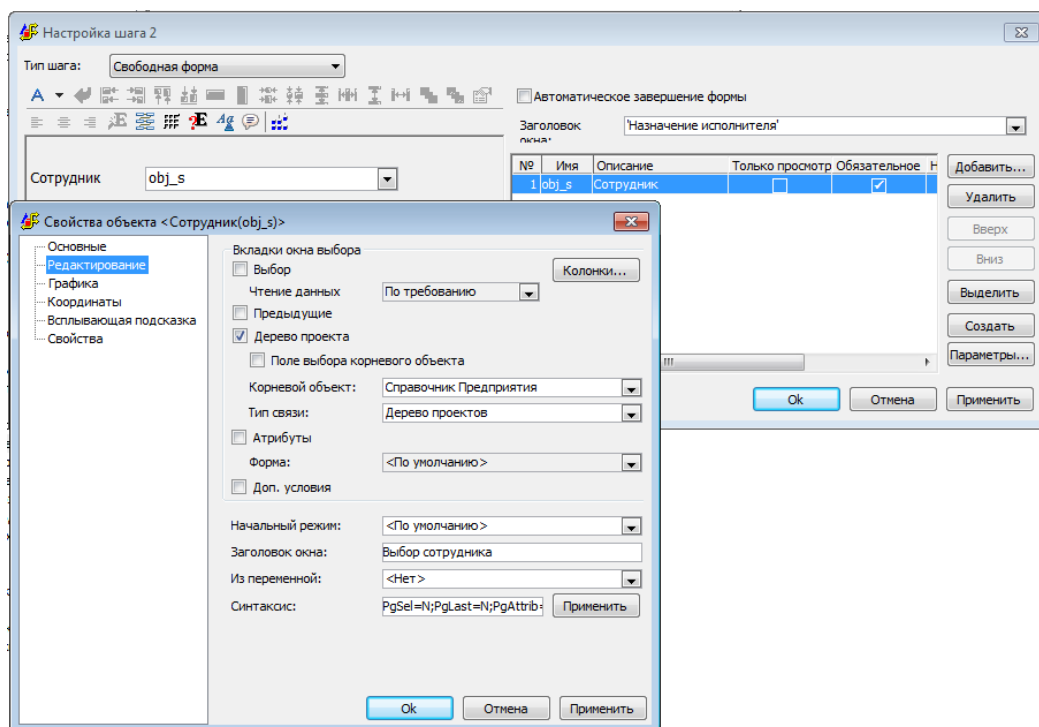 Настройка шага 2
Тип шага: Свободная форма
Автоматическое завершение формы
Заголовок окна: 'Назначение исполнителя'
№ Имя Описание Только просмотр Обязательное Н
1 obj_s Сотрудник
Сотрудник obj_s
Добавить...
Удалить
Вверх
Вниз
Выделить
Создать
Параметры...
Ok Отмена Применить
Свойства объекта <Сотрудник(obj_s)>
Основные
Редактирование
Графика
Координаты
Всплывающая подсказка
Свойства
Вкладки окна выбора
Выбор Колонки...
Чтение данных По требованию
Предыдущие
Дерево проекта
Поле выбора корневого объекта
Корневой объект: Справочник Предприятия
Тип связи: Дерево проектов
Атрибуты
Форма: <По умолчанию>
Доп. условия
Начальный режим: <По умолчанию>
Заголовок окна: Выбор сотрудника
Из переменной: <Нет>
Синтаксис: PgSel=N;PgLast=N;PgAttrib= Применить
Ok Отмена Применить